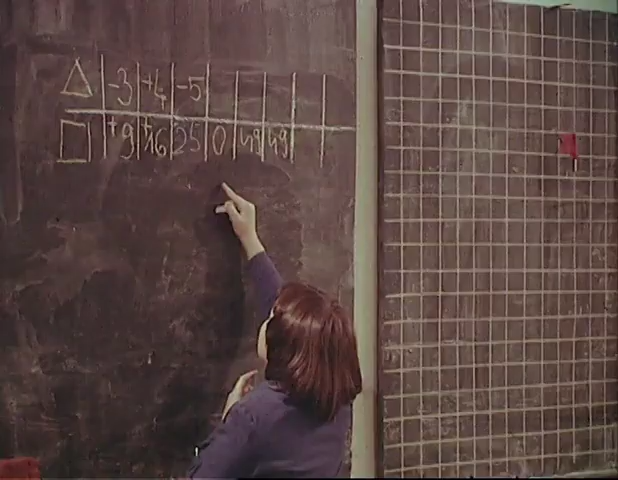 △ | -3 | +4 | -5 | | | |
□ | +9 | +16 | 25 | 0 | 49 | 49 |